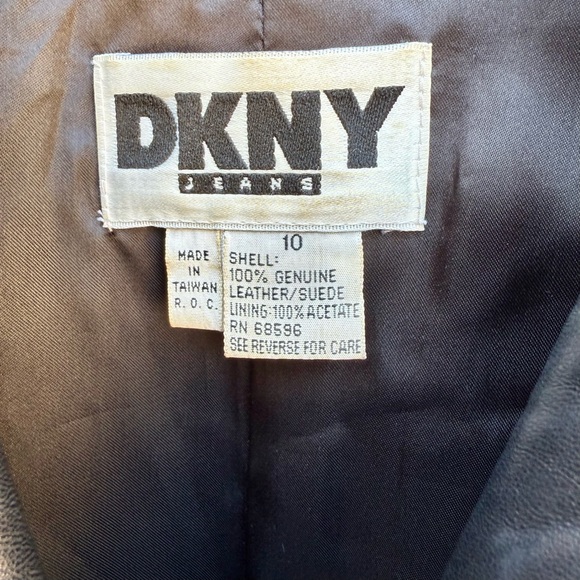 DKNY
JEANS
MADE
IN
TAIWAN
R. O. C.
10
SHELL:
100% GENUINE
LEATHER/SUEDE
LINING:100% ACETATE
RN 68596
SEE REVERSE FOR CARE